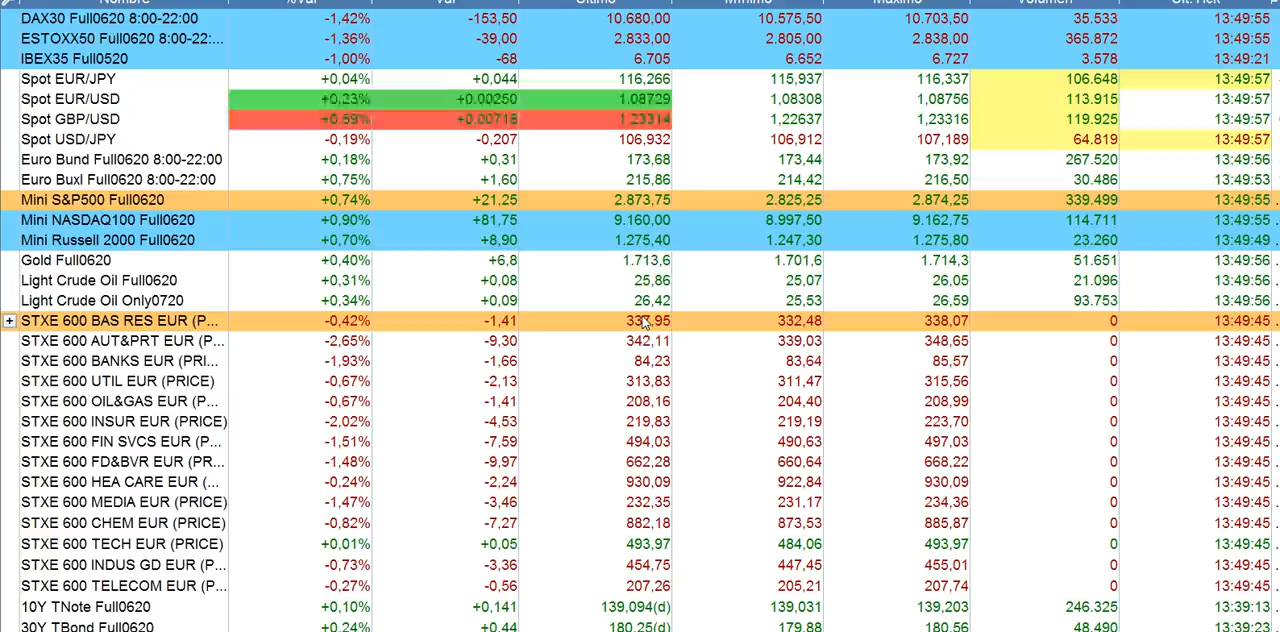 Nombre %Var Var Último Mínimo Máximo Volumen Últ. Tick
DAX30 Full0620 8:00-22:00 -1,42% -153,50 10.680,00 10.575,50 10.703,50 35.533 13:49:55
ESTOXX50 Full0620 8:00-22:... -1,36% -39,00 2.833,00 2.805,00 2.838,00 365.872 13:49:55
IBEX35 Full0520 -1,00% -68 6.705 6.652 6.727 3.578 13:49:21
Spot EUR/JPY +0,04% +0,044 116,266 115,937 116,337 106.648 13:49:57
Spot EUR/USD +0,23% +0,00250 1,08729 1,08308 1,08756 113.915 13:49:57
Spot GBP/USD +0,59% +0,00718 1,23314 1,22637 1,23316 119.925 13:49:57
Spot USD/JPY -0,19% -0,207 106,932 106,912 107,189 64.819 13:49:57
Euro Bund Full0620 8:00-22:00 +0,18% +0,31 173,68 173,44 173,92 267.520 13:49:56
Euro Buxl Full0620 8:00-22:00 +0,75% +1,60 215,86 214,42 216,50 30.486 13:49:53
Mini S&P500 Full0620 +0,74% +21,25 2.873,75 2.825,25 2.874,25 339.499 13:49:55 .
Mini NASDAQ100 Full0620 +0,90% +81,75 9.160,00 8.997,50 9.162,75 114.711 13:49:55 .
Mini Russell 2000 Full0620 +0,70% +8,90 1.275,40 1.247,30 1.275,80 23.260 13:49:49 .
Gold Full0620 +0,40% +6,8 1.713,6 1.701,6 1.714,3 51.651 13:49:56 .
Light Crude Oil Full0620 +0,31% +0,08 25,86 25,07 26,05 21.096 13:49:56 .
Light Crude Oil Only0720 +0,34% +0,09 26,42 25,53 26,59 93.753 13:49:56 .
STXE 600 BAS RES EUR (P... -0,42% -1,41 337,95 332,48 338,07 0 13:49:45 .
STXE 600 AUT&PRT EUR (P... -2,65% -9,30 342,11 339,03 348,65 0 13:49:45 .
STXE 600 BANKS EUR (PRI... -1,93% -1,66 84,23 83,64 85,57 0 13:49:45 .
STXE 600 UTIL EUR (PRICE) -0,67% -2,13 313,83 311,47 315,56 0 13:49:45 .
STXE 600 OIL&GAS EUR (P... -0,67% -1,41 208,16 204,40 208,99 0 13:49:45 .
STXE 600 INSUR EUR (PRICE) -2,02% -4,53 219,83 219,19 223,70 0 13:49:45 .
STXE 600 FIN SVCS EUR (P... -1,51% -7,59 494,03 490,63 497,03 0 13:49:45 .
STXE 600 FD&BVR EUR (PR... -1,48% -9,97 662,28 660,64 668,22 0 13:49:45 .
STXE 600 HEA CARE EUR (... -0,24% -2,24 930,09 922,84 930,09 0 13:49:45 .
STXE 600 MEDIA EUR (PRICE) -1,47% -3,46 232,35 231,17 234,36 0 13:49:45 .
STXE 600 CHEM EUR (PRICE) -0,82% -7,27 882,18 873,53 885,87 0 13:49:45 .
STXE 600 TECH EUR (PRICE) +0,01% +0,05 493,97 484,06 493,97 0 13:49:45 .
STXE 600 INDUS GD EUR (P... -0,73% -3,36 454,75 447,45 455,01 0 13:49:45 .
STXE 600 TELECOM EUR (P... -0,27% -0,56 207,26 205,21 207,74 0 13:49:45 .
10Y TNote Full0620 +0,10% +0,141 139,094(d) 139,031 139,203 246.325 13:39:13 .
30Y TBond Full0620 +0,24% +0,44 180,25(d) 179,88 180,56 48.490 13:39:23 .